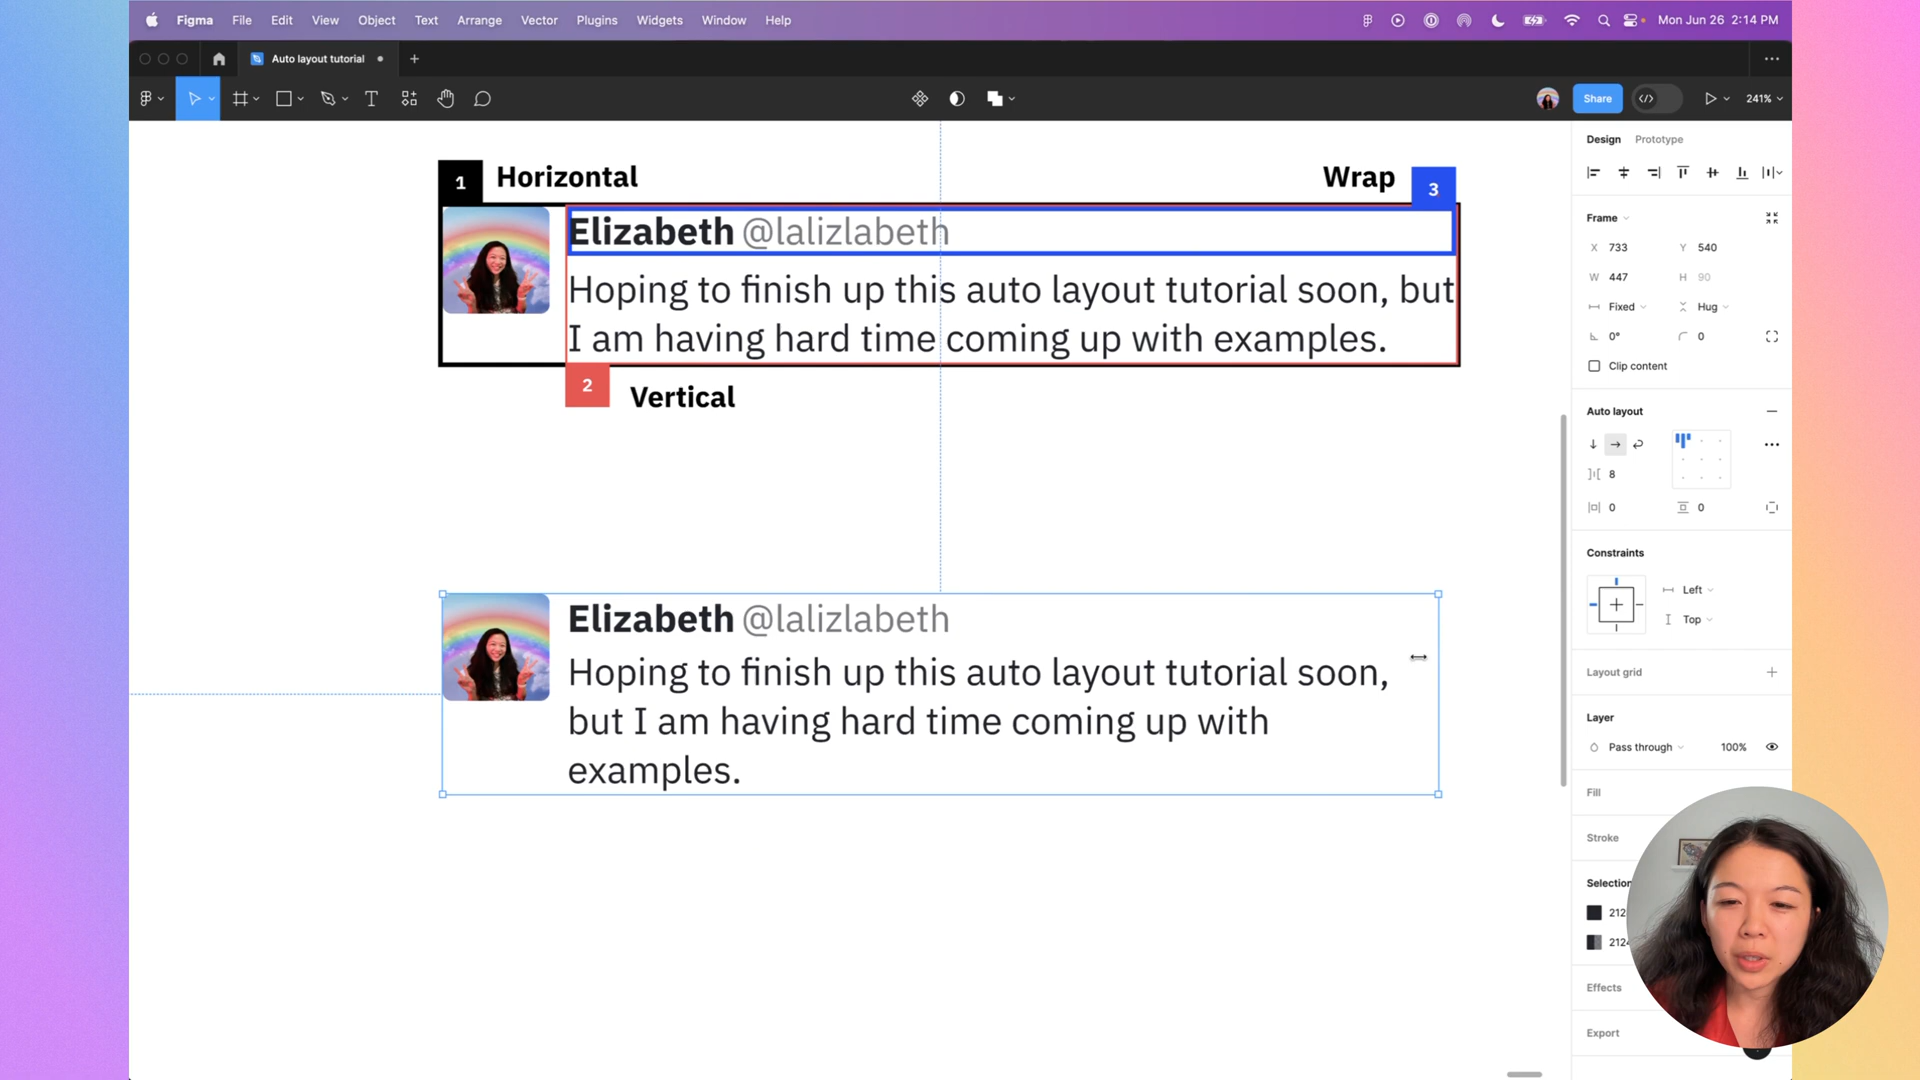 Figma File Edit View Object Text Arrange Vector Plugins Widgets Window Help Mon Jun 26 2:14 PM
Auto layout tutorial
Share 241%
Design Prototype
Frame
X 733 Y 540
W 447 H 90
Fixed Hug
0° 0
Clip content
Auto layout
8
0 0
Constraints
Left
Top
Layout grid
Layer
Pass through 100%
Fill
Stroke
Selection
212
2124
Effects
Export
1 Horizontal Wrap 3
Elizabeth @lalizlabeth
Hoping to finish up this auto layout tutorial soon, but
I am having hard time coming up with examples.
2 Vertical
Elizabeth @lalizlabeth
Hoping to finish up this auto layout tutorial soon,
but I am having hard time coming up with
examples.